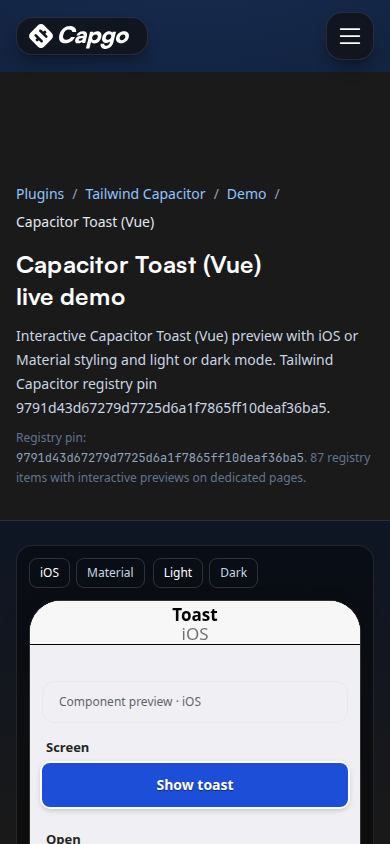 Capgo
Plugins / Tailwind Capacitor / Demo /
Capacitor Toast (Vue)
Capacitor Toast (Vue)
live demo
Interactive Capacitor Toast (Vue) preview with iOS or
Material styling and light or dark mode. Tailwind
Capacitor registry pin
9791d43d67279d7725d6a1f7865ff10deaf36ba5.
Registry pin:
9791d43d67279d7725d6a1f7865ff10deaf36ba5. 87 registry
items with interactive previews on dedicated pages.
iOS Material Light Dark
Toast
iOS
Component preview · iOS
Screen
Show toast
Open